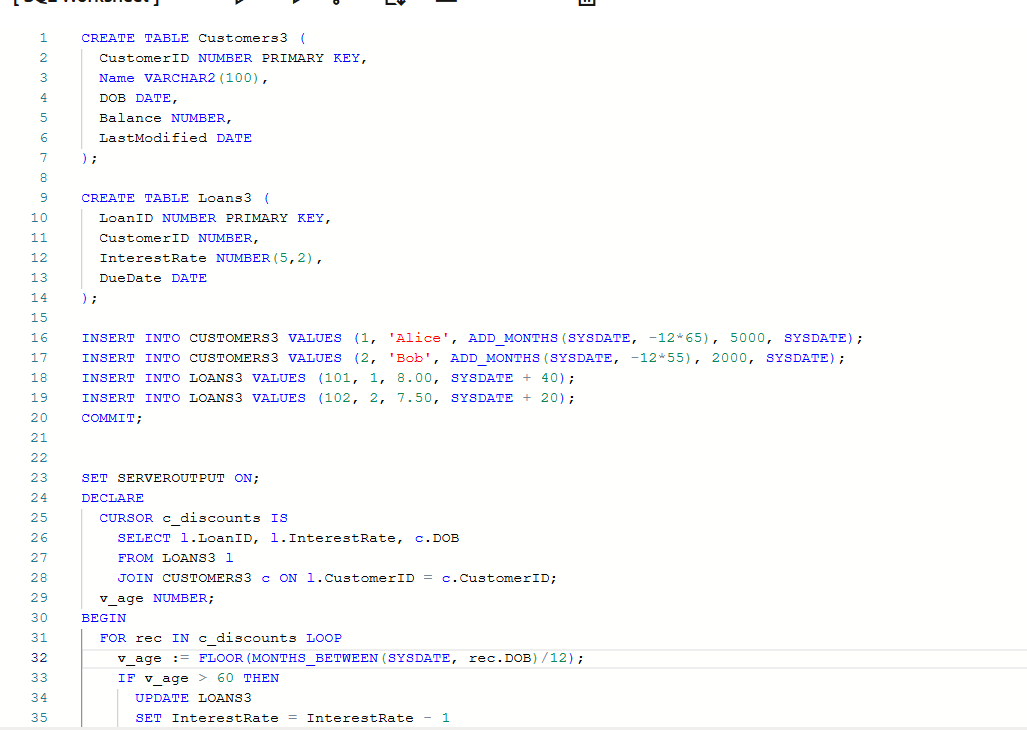 [ SQL Worksheet ]
1 CREATE TABLE Customers3 (
2 CustomerID NUMBER PRIMARY KEY,
3 Name VARCHAR2(100),
4 DOB DATE,
5 Balance NUMBER,
6 LastModified DATE
7 );
8
9 CREATE TABLE Loans3 (
10 LoanID NUMBER PRIMARY KEY,
11 CustomerID NUMBER,
12 InterestRate NUMBER(5,2),
13 DueDate DATE
14 );
15
16 INSERT INTO CUSTOMERS3 VALUES (1, 'Alice', ADD_MONTHS(SYSDATE, -12*65), 5000, SYSDATE);
17 INSERT INTO CUSTOMERS3 VALUES (2, 'Bob', ADD_MONTHS(SYSDATE, -12*55), 2000, SYSDATE);
18 INSERT INTO LOANS3 VALUES (101, 1, 8.00, SYSDATE + 40);
19 INSERT INTO LOANS3 VALUES (102, 2, 7.50, SYSDATE + 20);
20 COMMIT;
21
22
23 SET SERVEROUTPUT ON;
24 DECLARE
25 CURSOR c_discounts IS
26 SELECT l.LoanID, l.InterestRate, c.DOB
27 FROM LOANS3 l
28 JOIN CUSTOMERS3 c ON l.CustomerID = c.CustomerID;
29 v_age NUMBER;
30 BEGIN
31 FOR rec IN c_discounts LOOP
32 v_age := FLOOR(MONTHS_BETWEEN(SYSDATE, rec.DOB)/12);
33 IF v_age > 60 THEN
34 UPDATE LOANS3
35 SET InterestRate = InterestRate - 1